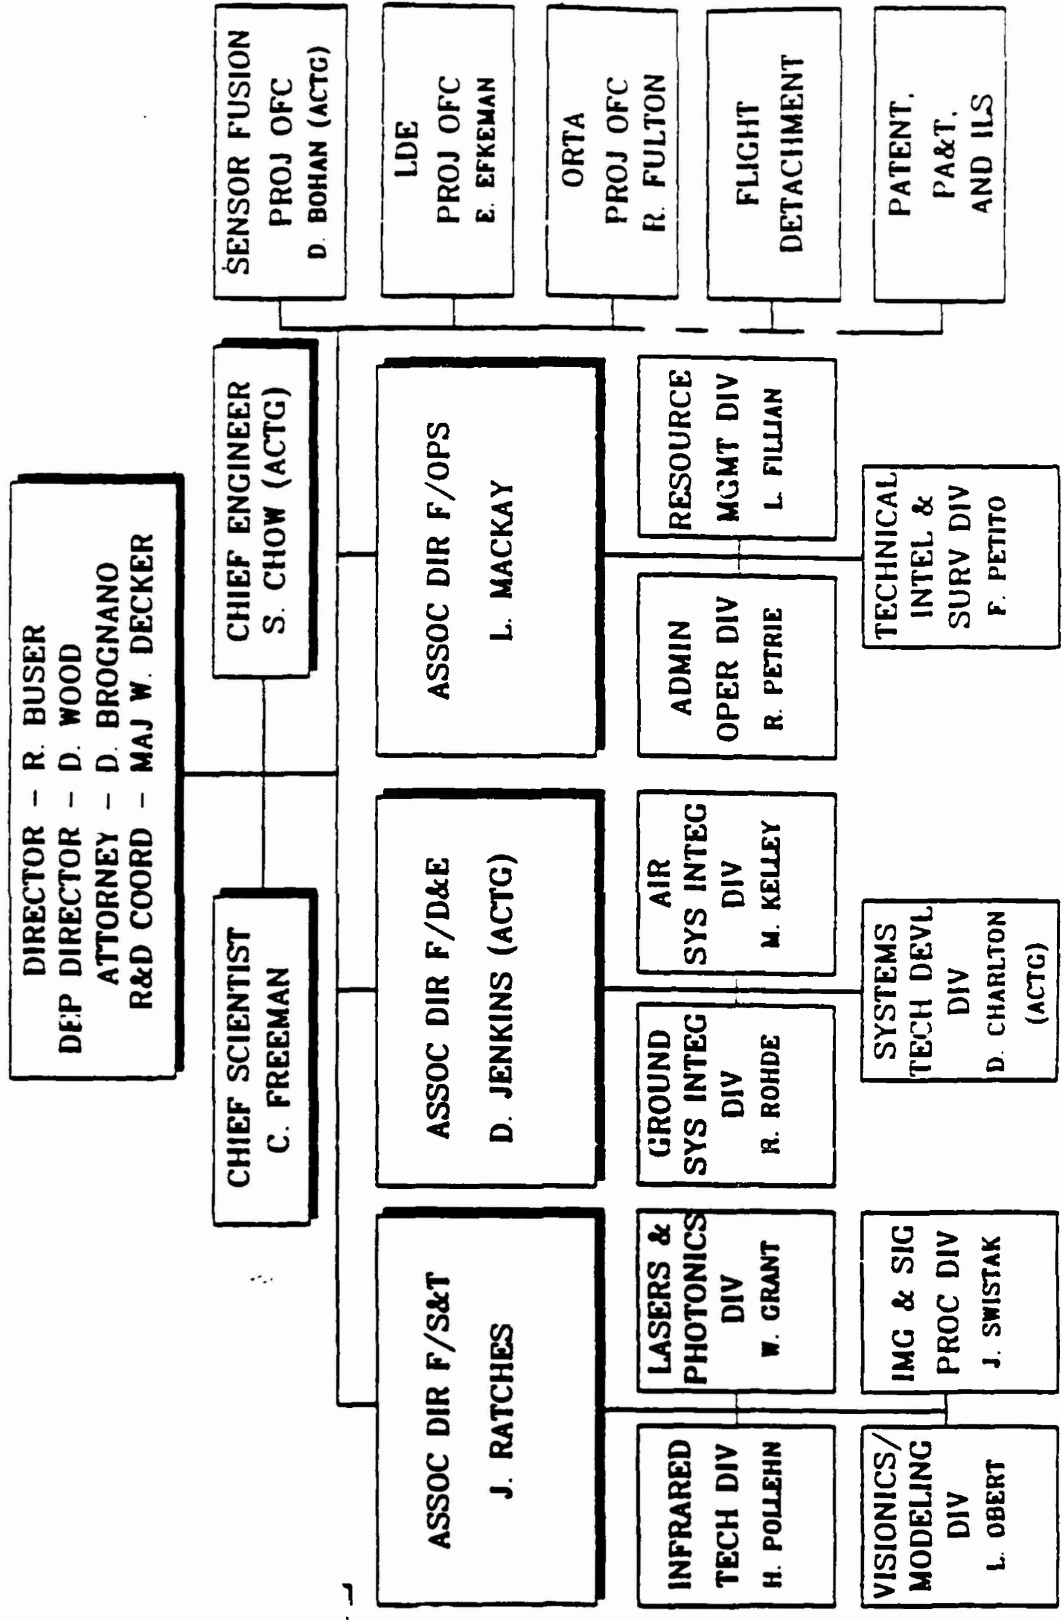 DIRECTOR – R. BUSER
DEP DIRECTOR – D. WOOD
ATTORNEY – D. BROGNANO
R&D COORD – MAJ W. DECKER
CHIEF SCIENTIST
C. FREEMAN
CHIEF ENGINEER
S. CHOW (ACTG)
SENSOR FUSION
PROJ OFC
D. BOHAN (ACTG)
LDE
PROJ OFC
E. EFKEMAN
ORTA
PROJ OFC
R. FULTON
FLIGHT
DETACHMENT
PATENT,
PA&T,
AND ILS
ASSOC DIR F/S&T
J. RATCHES
ASSOC DIR F/D&E
D. JENKINS (ACTG)
ASSOC DIR F/OPS
L. MACKAY
INFRARED
TECH DIV
H. POLLEHN
LASERS &
PHOTONICS
DIV
W. GRANT
GROUND
SYS INTEG
DIV
R. ROHDE
AIR
SYS INTEG
DIV
M. KELLEY
ADMIN
OPER DIV
R. PETRIE
RESOURCE
MGMT DIV
L. FILLIAN
VISIONICS/
MODELING
DIV
L. OBERT
IMG & SIG
PROC DIV
J. SWISTAK
SYSTEMS
TECH DEVL
DIV
D. CHARLTON
(ACTG)
TECHNICAL
INTEL &
SURV DIV
F. PETITO